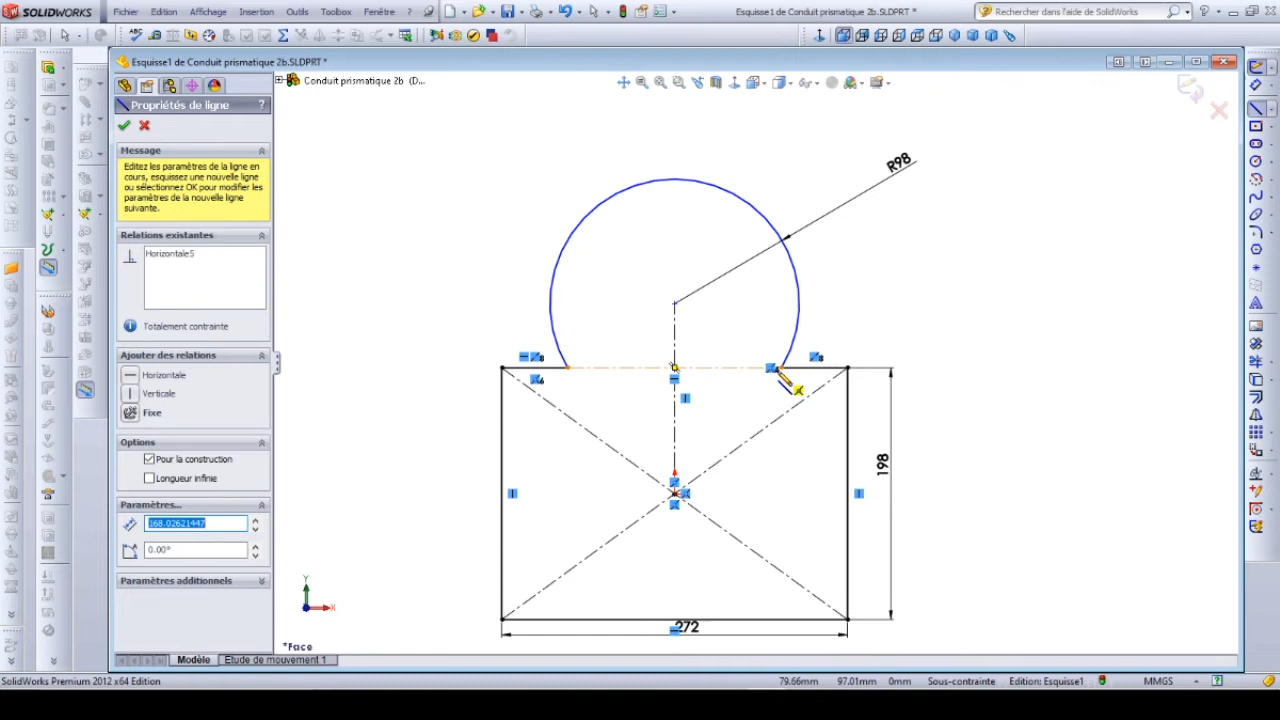 SOLIDWORKS Fichier Edition Affichage Insertion Outils Toolbox Fenêtre ? Esquisse1 de Conduit prismatique 2b.SLDPRT * Rechercher dans l'aide de SolidWorks
Esquisse1 de Conduit prismatique 2b.SLDPRT *
Conduit prismatique 2b (D...
Propriétés de ligne ?
Message
Editez les paramètres de la ligne en
cours, esquissez une nouvelle ligne
ou sélectionnez OK pour modifier les
paramètres de la nouvelle ligne
suivante.
Relations existantes
Horizontale5
Totalement contrainte
Ajouter des relations
Horizontale
Verticale
Fixe
Options
Pour la construction
Longueur infinie
Paramètres...
168.02621447
0.00°
Paramètres additionnels
R98
8
8
6
198
272
Y
X
*Face
Modèle Etude de mouvement 1
SolidWorks Premium 2012 x64 Edition 79.66mm 97.01mm 0mm Sous-contrainte Edition: Esquisse1 MMGS ?